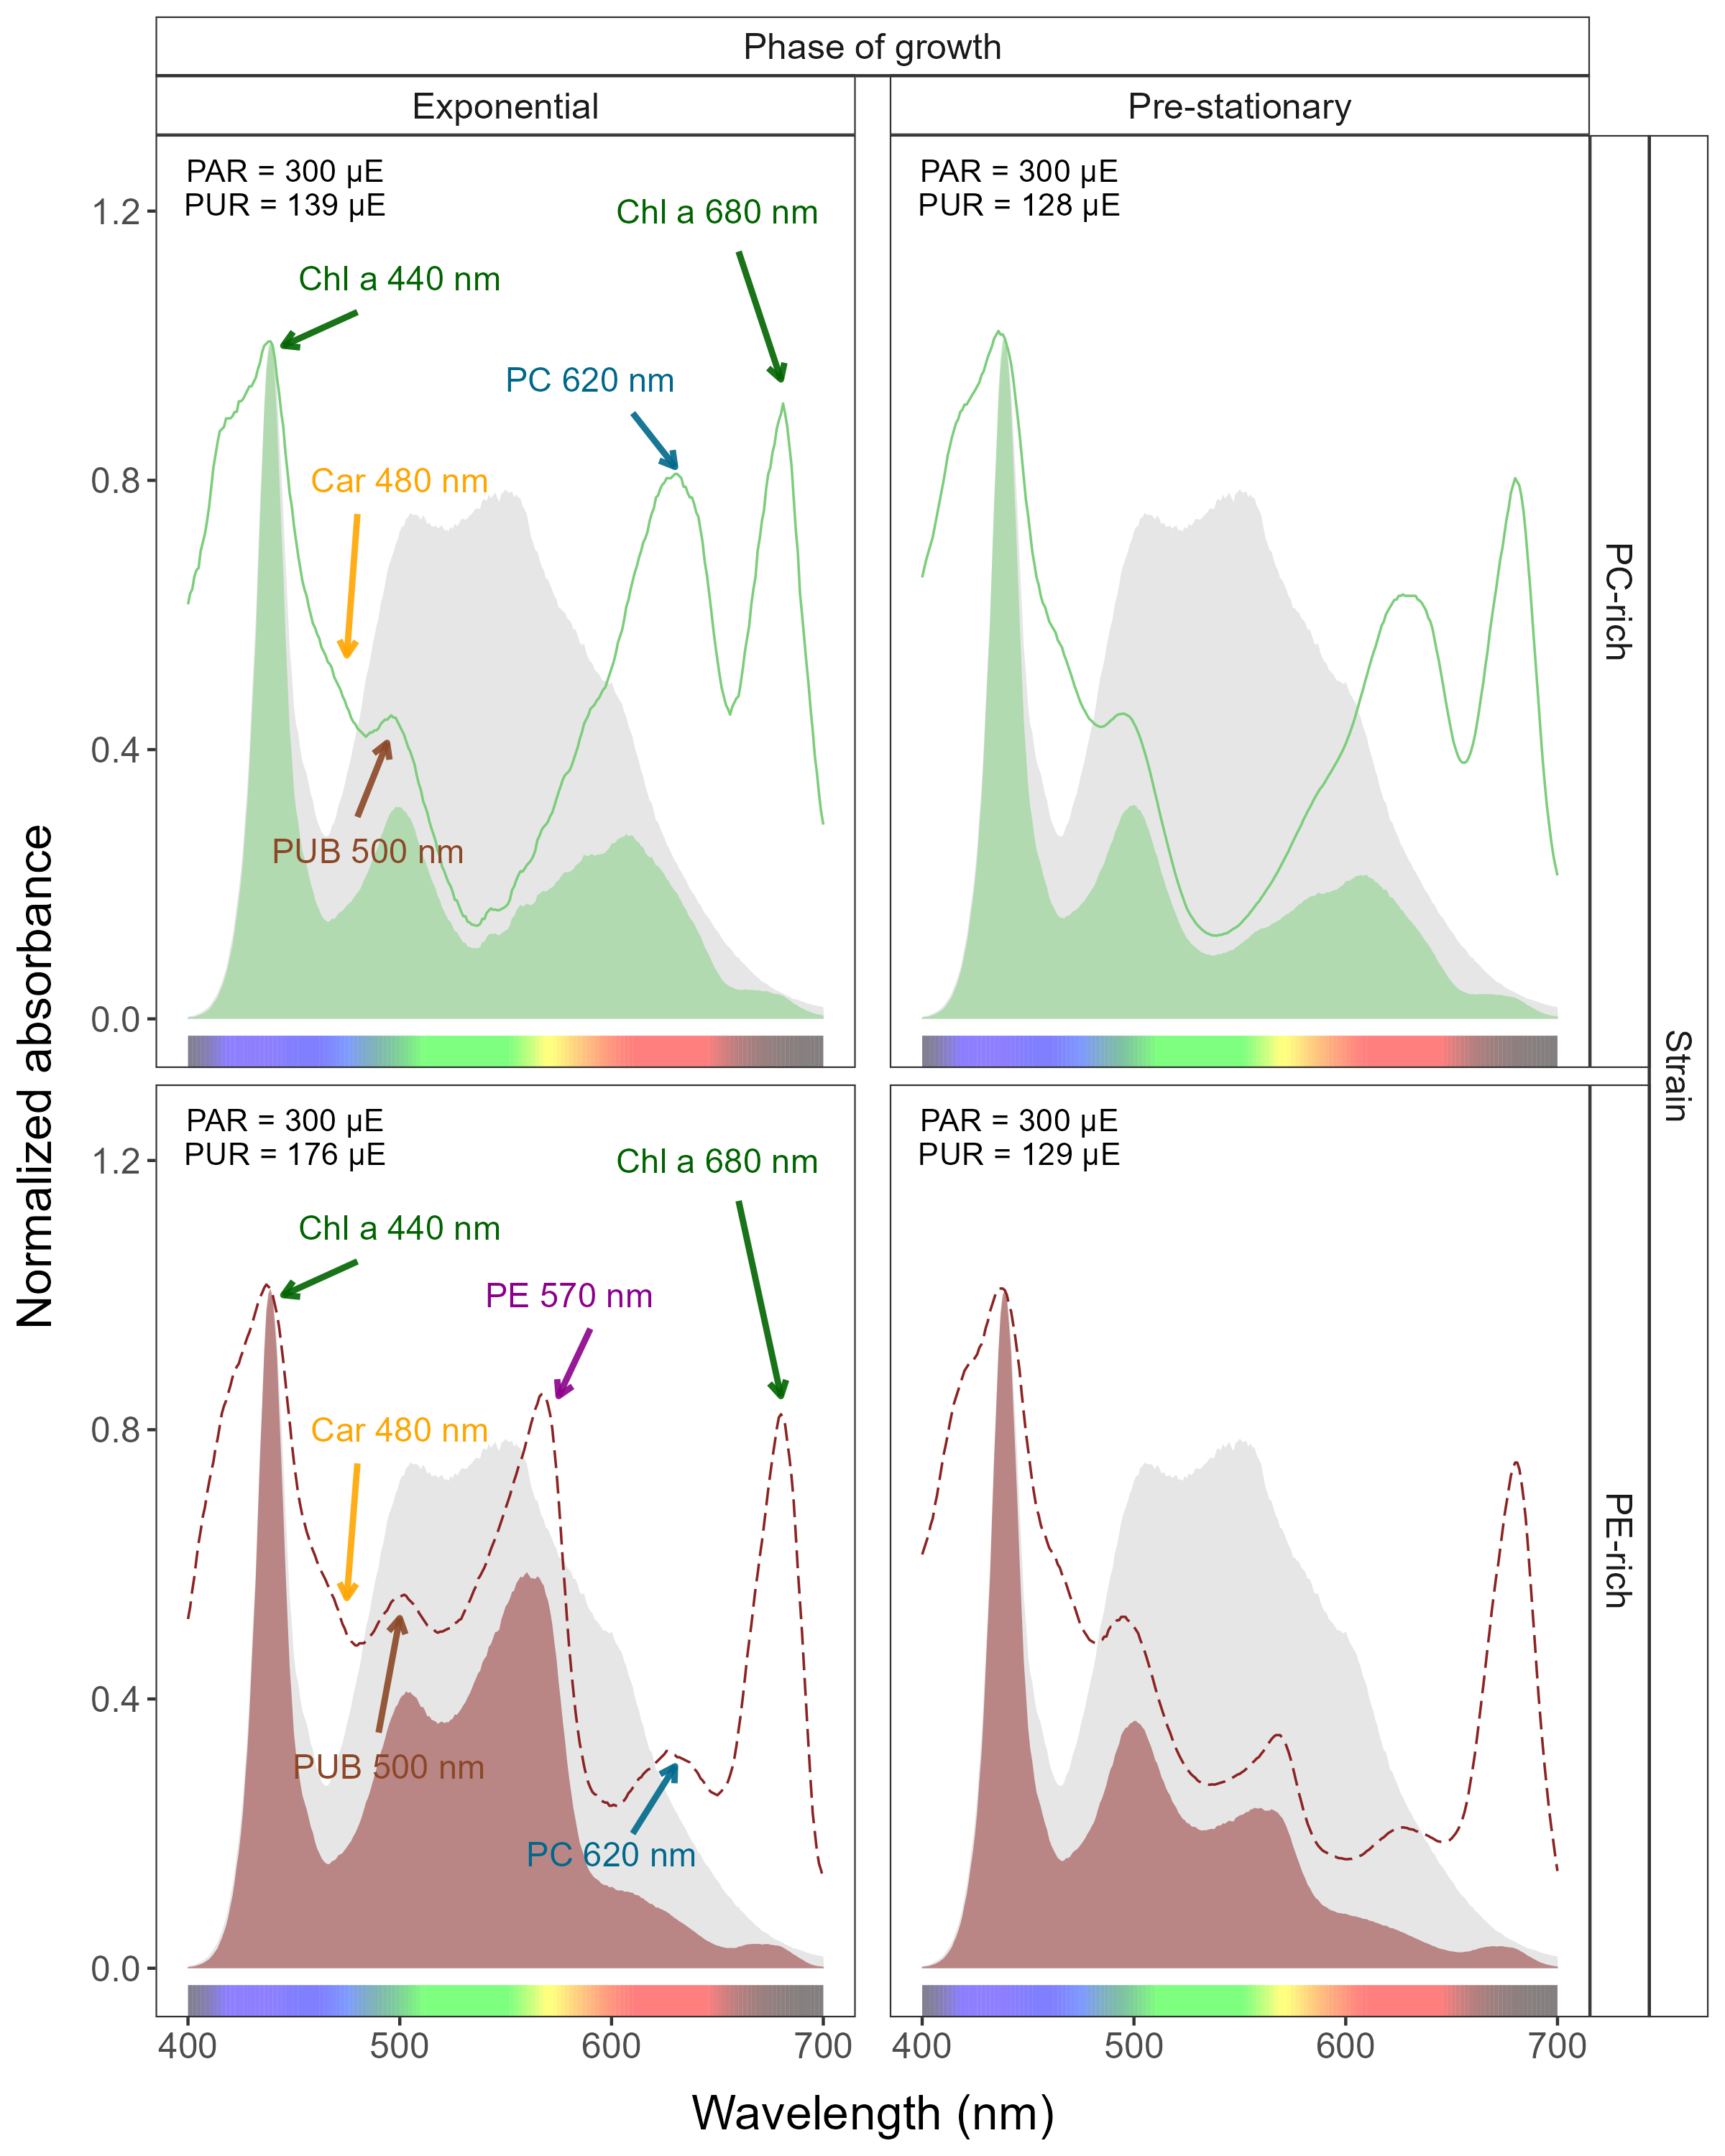 Phase of growth
Exponential
Pre-stationary
PAR = 300 µE
PUR = 139 µE
Chl a 680 nm
Chl a 440 nm
PC 620 nm
Car 480 nm
PUB 500 nm
PAR = 300 µE
PUR = 128 µE
PC-rich
1.2
0.8
0.4
0.0
PAR = 300 µE
PUR = 176 µE
Chl a 680 nm
Chl a 440 nm
PE 570 nm
Car 480 nm
PUB 500 nm
PC 620 nm
PAR = 300 µE
PUR = 129 µE
PE-rich
Strain
1.2
0.8
0.4
0.0
400
500
600
700
400
500
600
700
Wavelength (nm)
Normalized absorbance